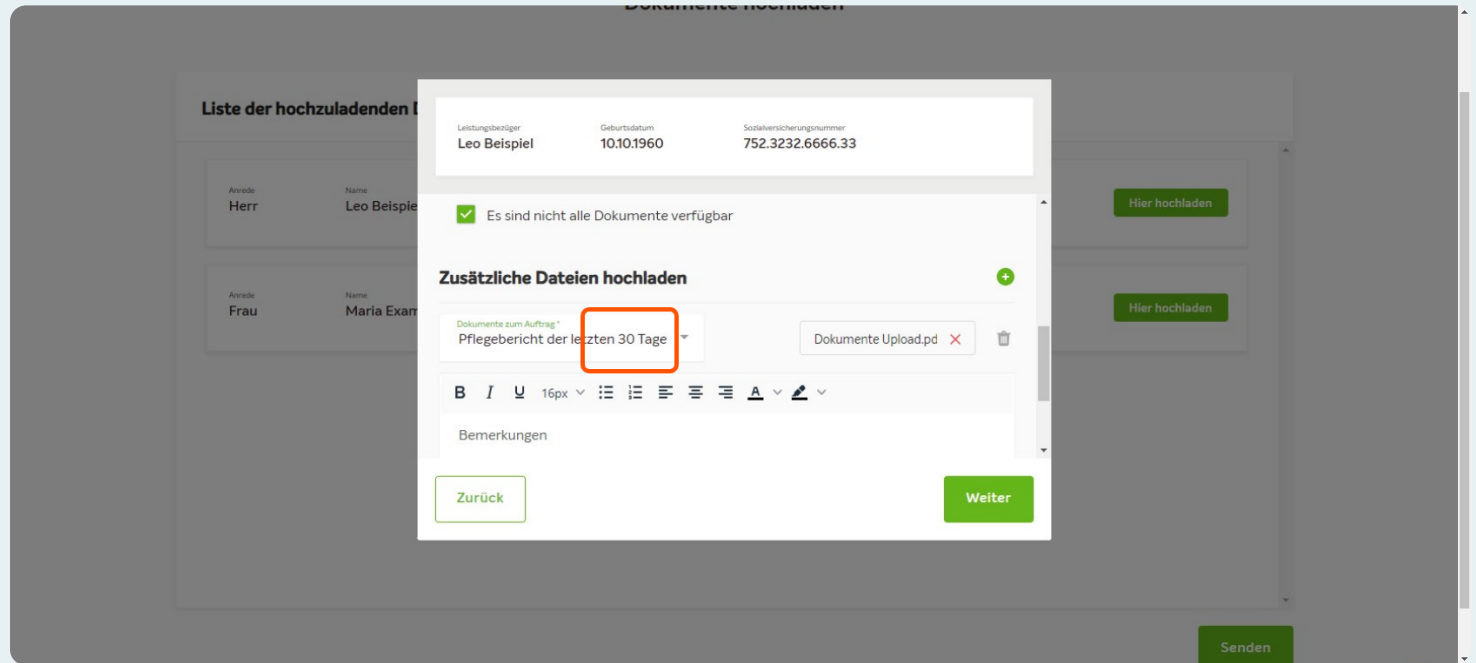 Dokumente hochladen
Liste der hochzuladenden
Leistungsbezüger Geburtsdatum Sozialversicherungsnummer
Leo Beispiel 10.10.1960 752.3232.6666.33
Anrede Name
Herr Leo Beispie
Hier hochladen
Es sind nicht alle Dokumente verfügbar
Zusätzliche Dateien hochladen
Anrede Name
Frau Maria Exam
Hier hochladen
Dokumente zum Auftrag *
Pflegebericht der letzten 30 Tage
Dokumente Upload.pd
B I U 16px A
Bemerkungen
Zurück Weiter
Senden